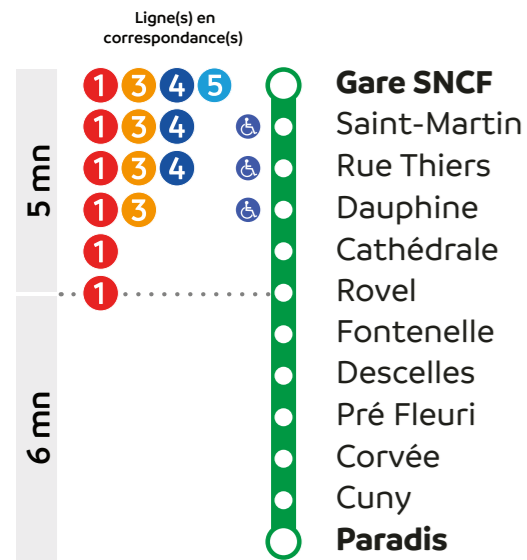 Ligne(s) en
correspondance(s)
5 mn
1 3 4 5 Gare SNCF
1 3 4 Saint-Martin
1 3 4 Rue Thiers
1 3 Dauphine
1 Cathédrale
1 Rovel
6 mn
Fontenelle
Descelles
Pré Fleuri
Corvée
Cuny
Paradis